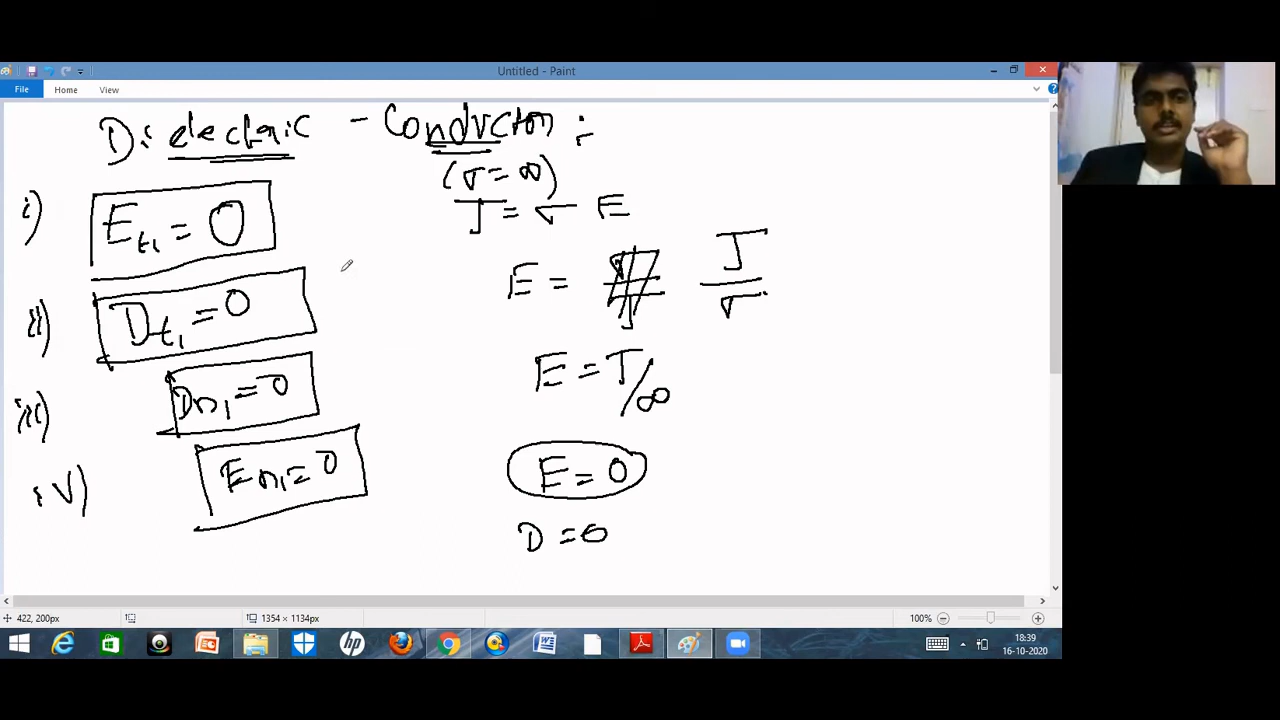 Untitled - Paint
File Home View
Dielectric - Conductor :
(σ = ∞)
J = σ E
i) Et1 = 0
E = J/σ
ii) Dt1 = 0
E = J/∞
iii) Dn1 = 0
iv) En1 = 0
E = 0
D = 0
422, 200px
1354 × 1134px
100%
18:39
16-10-2020